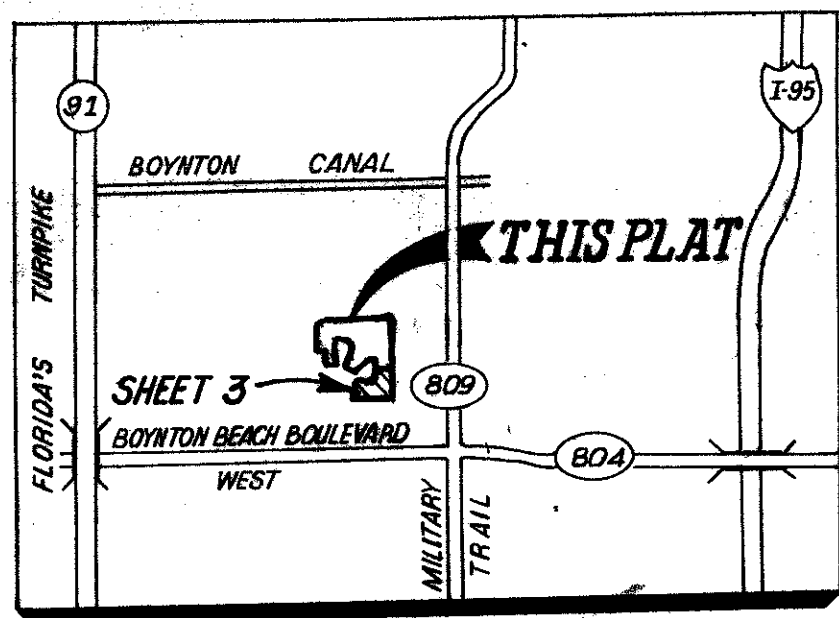 91
I-95
BOYNTON CANAL
FLORIDA'S TURNPIKE
THIS PLAT
SHEET 3
809
BOYNTON BEACH BOULEVARD
WEST
804
MILITARY
TRAIL